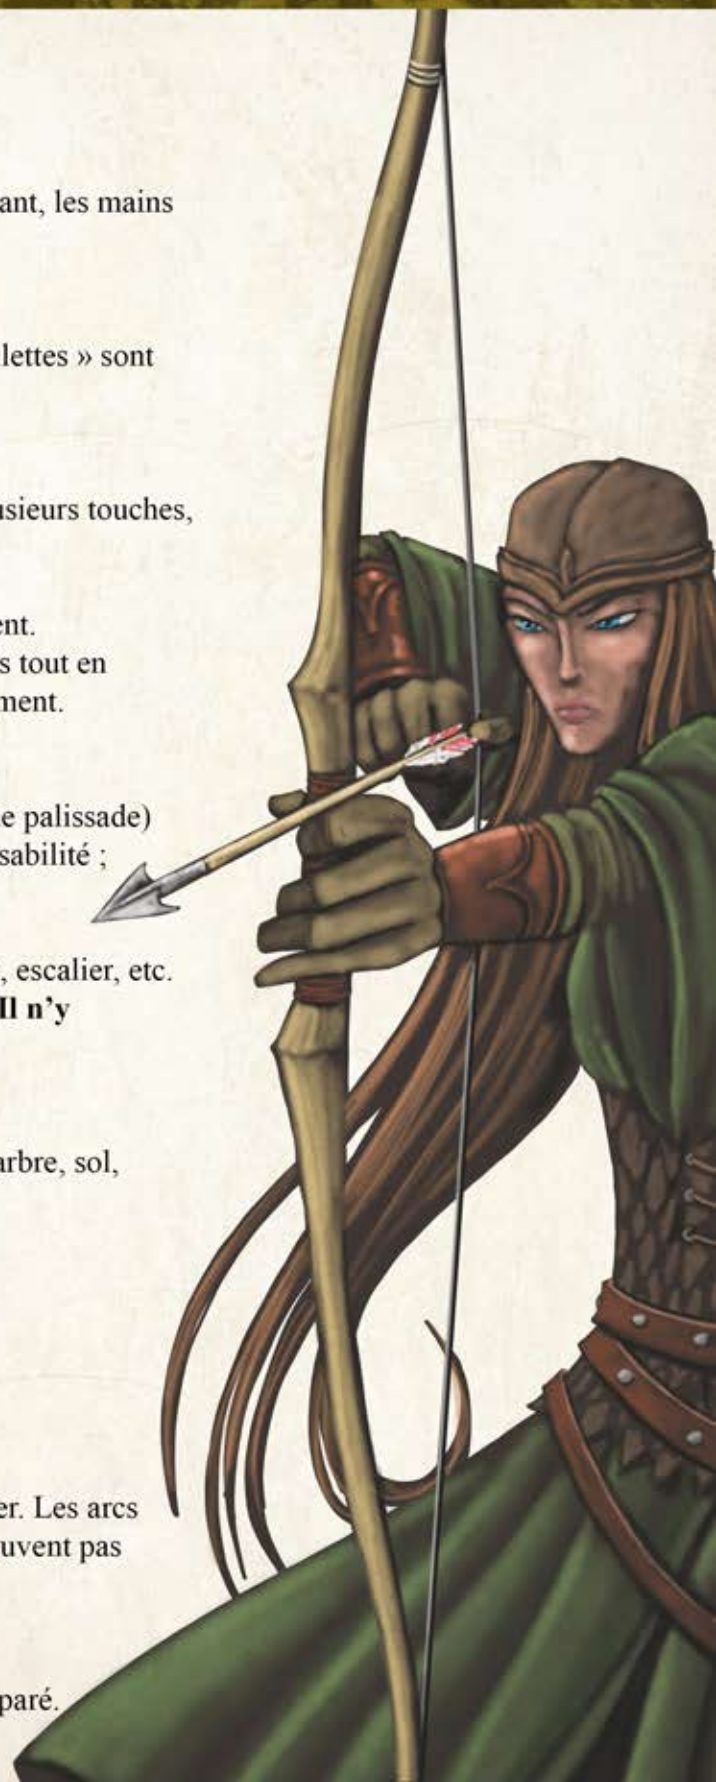 ant, les mains
lettes » sont
usieurs touches,
ent.
s tout en
ment.
e palissade)
sabilité ;
, escalier, etc.
Il n’y
arbre, sol,
er. Les arcs
uvent pas
paré.